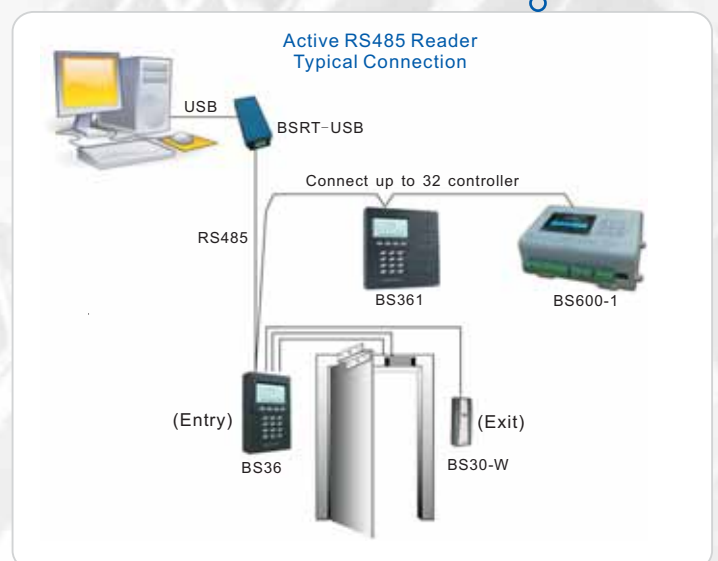 Active RS485 Reader
Typical Connection
USB
BSRT-USB
Connect up to 32 controller
RS485
BS361
BS600-1
(Entry)
(Exit)
BS36
BS30-W